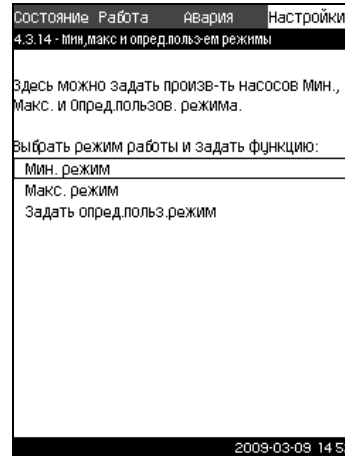 Состояние Работа Авария Настройки
4.3.14 - Мин,макс и опред.польз-ем режимы
Здесь можно задать произв-ть насосов Мин.,
Макс. и Опред.пользов. режима.
Выбрать режим работы и задать функцию:
Мин. режим
Макс. режим
Задать опред.польз.режим
2009-03-09 14:5